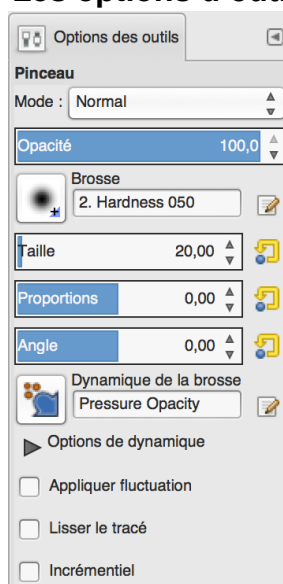 Options des outils
Pinceau
Mode : Normal
Opacité 100,0
Brosse
2. Hardness 050
Taille 20,00
Proportions 0,00
Angle 0,00
Dynamique de la brosse
Pressure Opacity
Options de dynamique
Appliquer fluctuation
Lisser le tracé
Incrémentiel